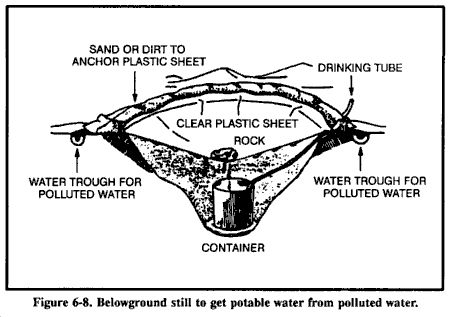 SAND OR DIRT TO
ANCHOR PLASTIC SHEET
DRINKING TUBE
CLEAR PLASTIC SHEET
ROCK
WATER TROUGH FOR
POLLUTED WATER
WATER TROUGH FOR
POLLUTED WATER
CONTAINER
Figure 6-8. Belowground still to get potable water from polluted water.